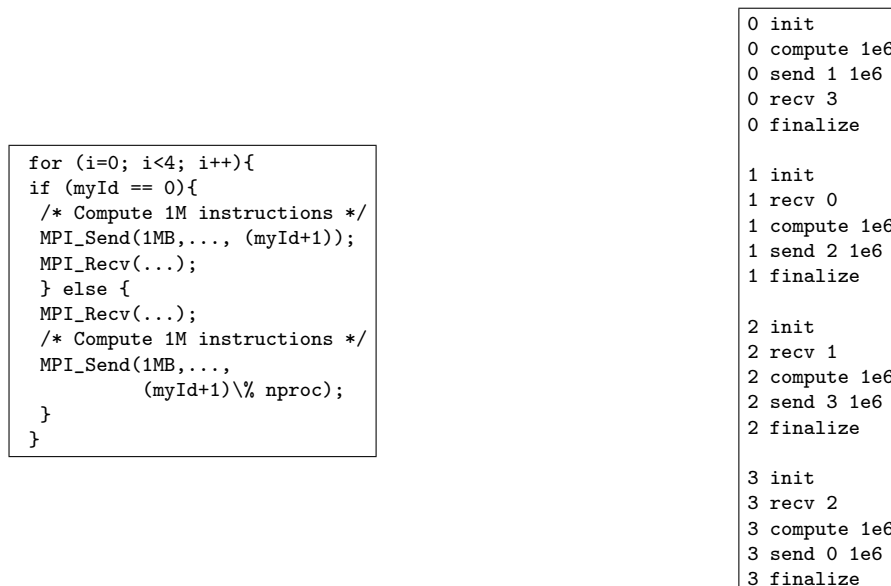 for (i=0; i<4; i++){
if (myId == 0){
/* Compute 1M instructions */
MPI_Send(1MB,..., (myId+1));
MPI_Recv(...);
} else {
MPI_Recv(...);
/* Compute 1M instructions */
MPI_Send(1MB,...,
(myId+1)\% nproc);
}
}
0 init
0 compute 1e6
0 send 1 1e6
0 recv 3
0 finalize
1 init
1 recv 0
1 compute 1e6
1 send 2 1e6
1 finalize
2 init
2 recv 1
2 compute 1e6
2 send 3 1e6
2 finalize
3 init
3 recv 2
3 compute 1e6
3 send 0 1e6
3 finalize